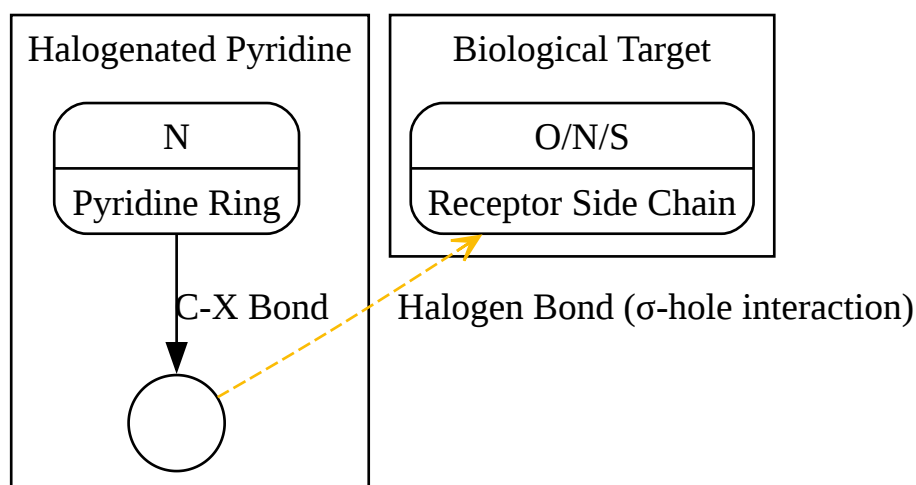 Halogenated Pyridine
N
Pyridine Ring
C-X Bond
Biological Target
O/N/S
Receptor Side Chain
Halogen Bond (σ-hole interaction)